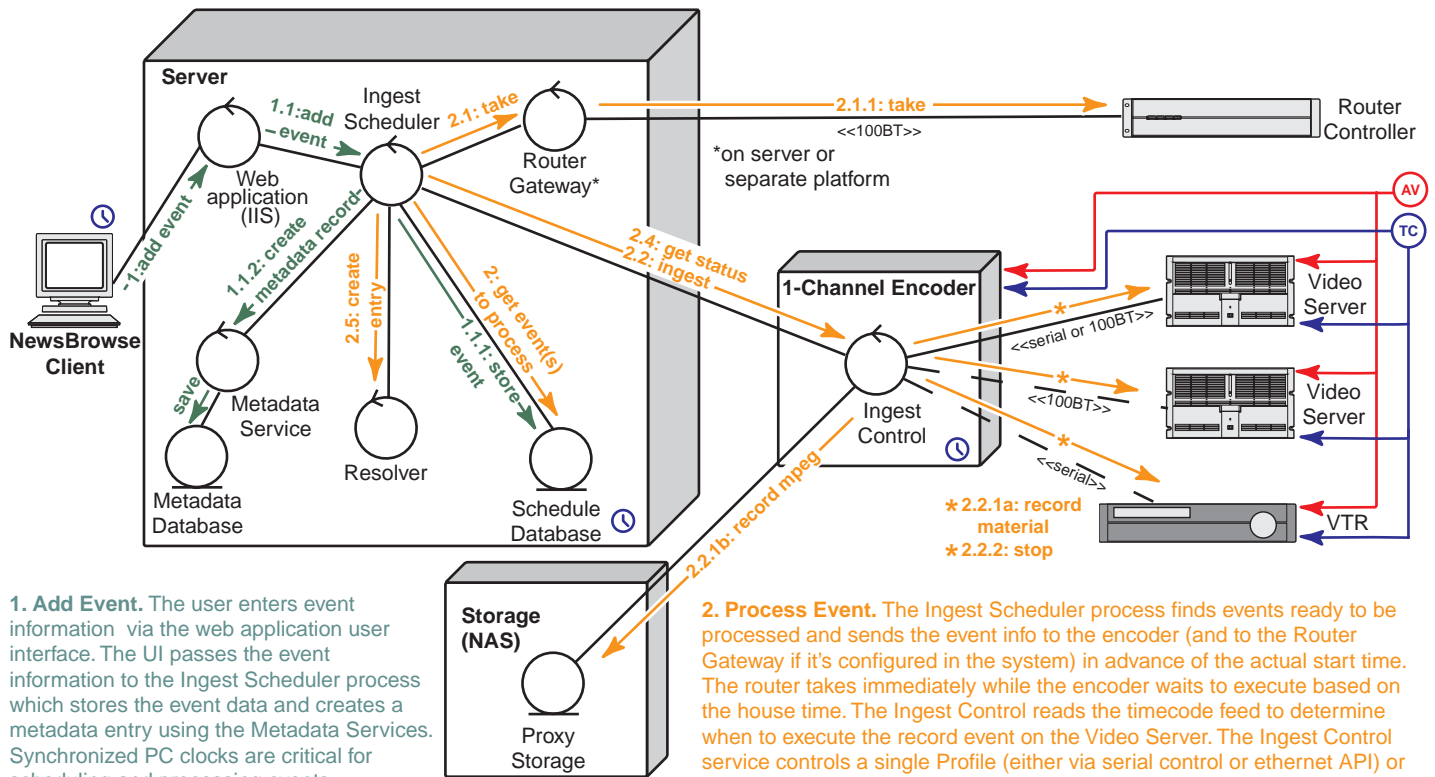 Server
1.1:add
event
Ingest
Scheduler
2.1: take
2.1.1: take
<<100BT>>
Router
Controller
Router
Gateway*
*on server or
separate platform
Web
application
(IIS)
1:add event
1.1.2: create
metadata record
2.5: create
entry
2: get event(s)
to process
1.1.1: store
event
2.4: get status
2.2: ingest
AV
TC
NewsBrowse
Client
save
Metadata
Service
Metadata
Database
Resolver
Schedule
Database
1-Channel Encoder
Ingest
Control
*
<<serial or 100BT>>
Video
Server
*
<<100BT>>
Video
Server
*
<<serial>>
VTR
* 2.2.1a: record
material
* 2.2.2: stop
2.2.1b: record mpeg
Storage
(NAS)
Proxy
Storage
1. Add Event. The user enters event
information via the web application user
interface. The UI passes the event
information to the Ingest Scheduler process
which stores the event data and creates a
metadata entry using the Metadata Services.
Synchronized PC clocks are critical for
scheduling and processing events
2. Process Event. The Ingest Scheduler process finds events ready to be
processed and sends the event info to the encoder (and to the Router
Gateway if it's configured in the system) in advance of the actual start time.
The router takes immediately while the encoder waits to execute based on
the house time. The Ingest Control reads the timecode feed to determine
when to execute the record event on the Video Server. The Ingest Control
service controls a single Profile (either via serial control or ethernet API) or